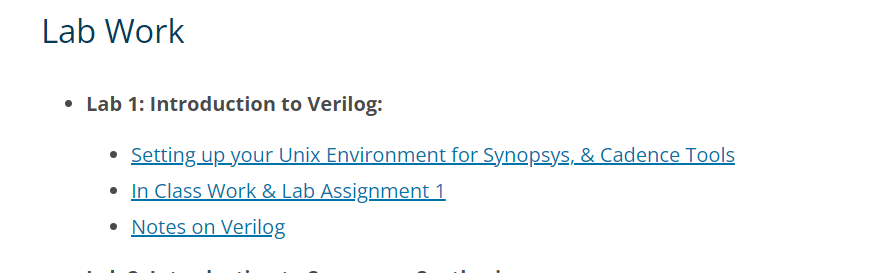 Lab Work
Lab 1: Introduction to Verilog:
Setting up your Unix Environment for Synopsys, & Cadence Tools
In Class Work & Lab Assignment 1
Notes on Verilog